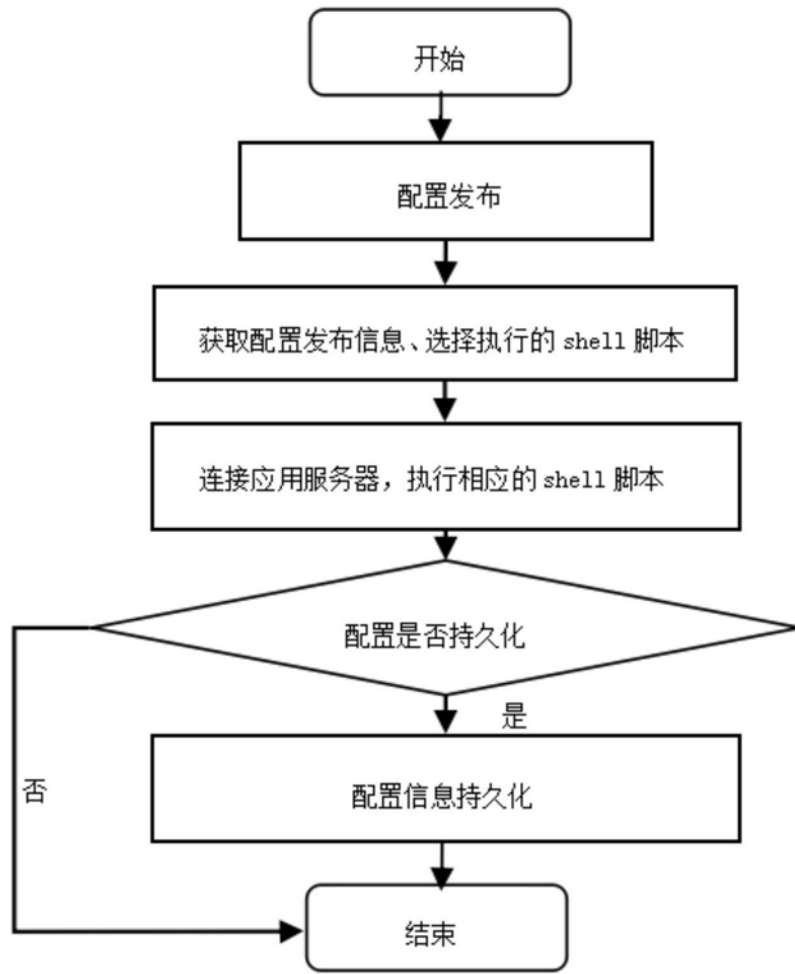 开始
配置发布
获取配置发布信息、选择执行的 shell 脚本
连接应用服务器，执行相应的 shell 脚本
配置是否持久化
是
否
配置信息持久化
结束